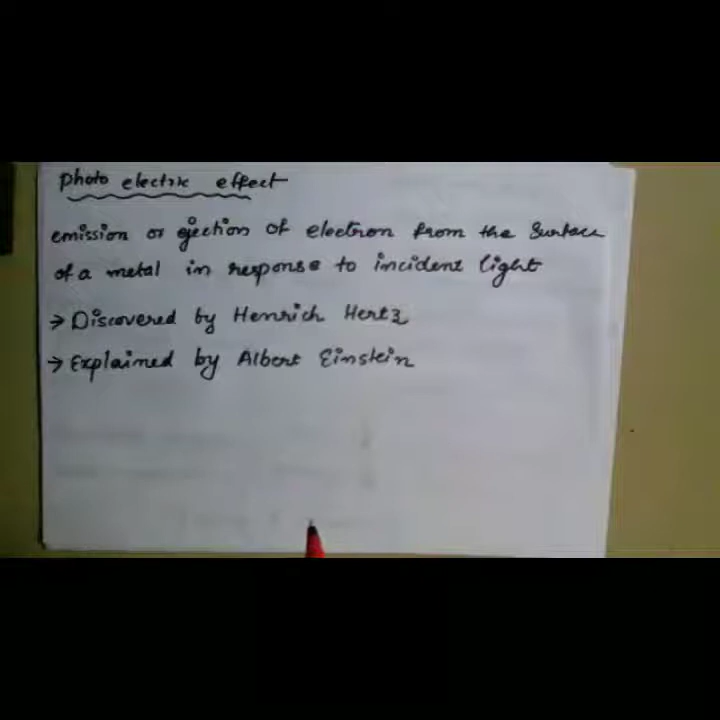 photo electric effect
emission or ejection of electron from the Surface
of a metal in response to incident light
→ Discovered by Henrich Hertz
→ Explained by Albert Einstein